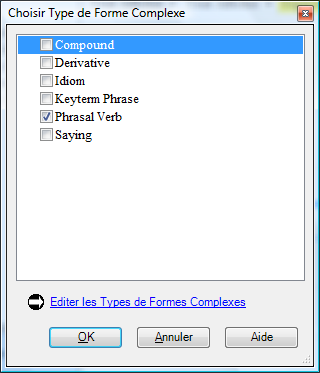 Choisir Type de Forme Complexe
Compound
Derivative
Idiom
Keyterm Phrase
Phrasal Verb
Saying
Editer les Types de Formes Complexes
OK Annuler Aide